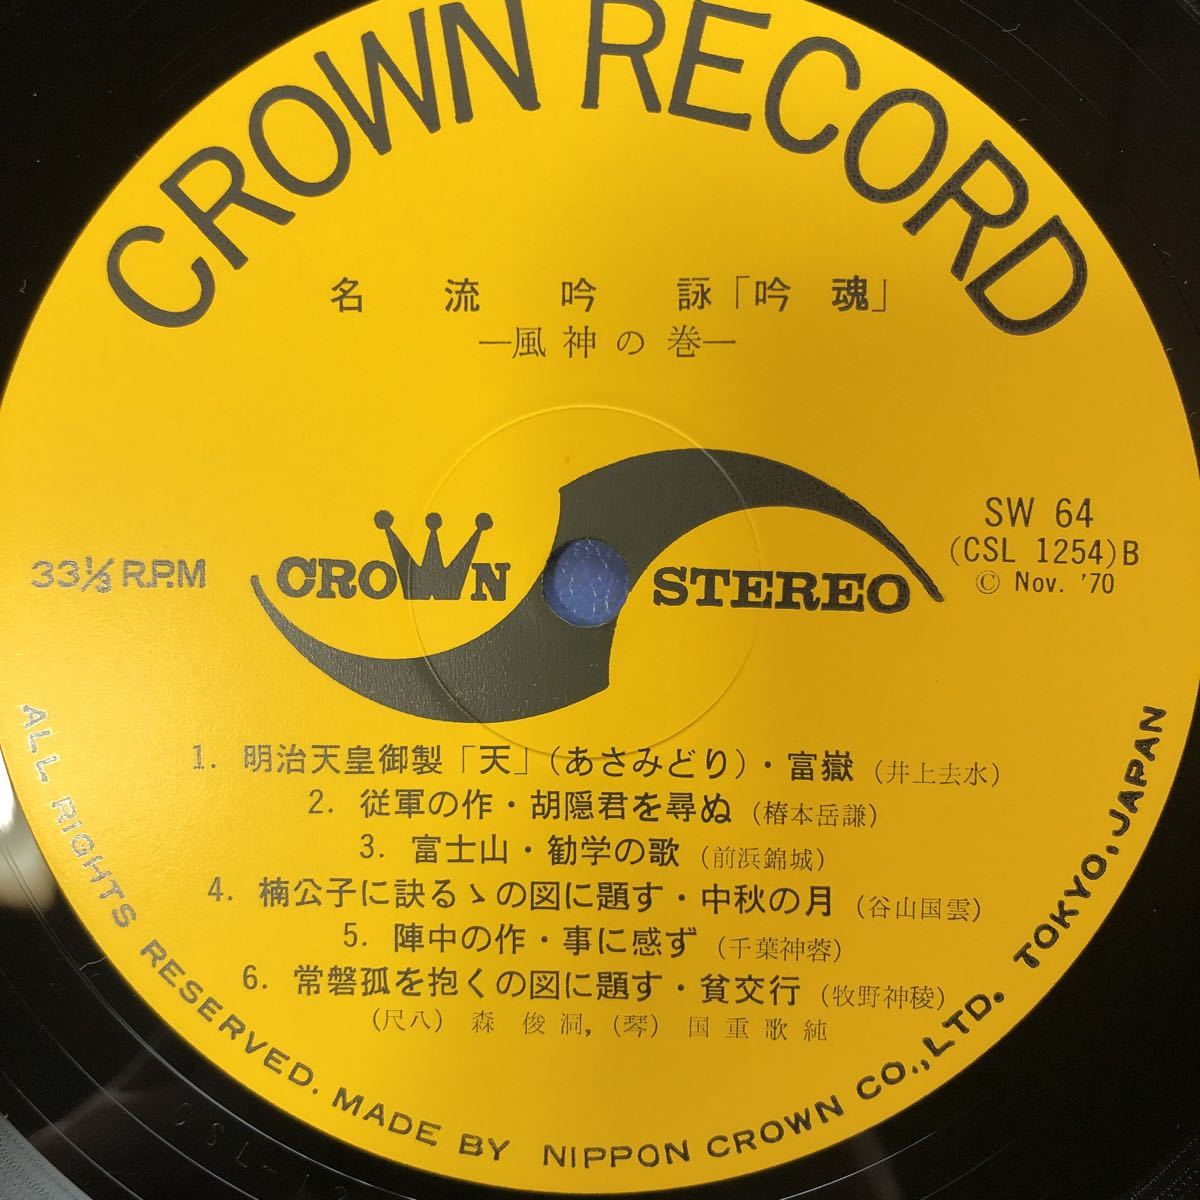 CROWN RECORD
名流吟詠「吟魂」
—風神の巻—
33⅓ R.P.M
CROWN STEREO
SW 64
(CSL 1254)B
© Nov. '70
1. 明治天皇御製「天」(あさみどり)・富嶽 (井上去水)
2. 従軍の作・胡隠君を尋ぬ (椿本岳謙)
3. 富士山・勧学の歌 (前浜錦城)
4. 楠公子に訣るゝの図に題す・中秋の月 (谷山国雲)
5. 陣中の作・事に感ず (千葉神蓉)
6. 常磐孤を抱くの図に題す・貧交行 (牧野神稜)
(尺八) 森 俊洞, (琴) 国重歌純
ALL RIGHTS RESERVED. MADE BY NIPPON CROWN CO., LTD. TOKYO, JAPAN